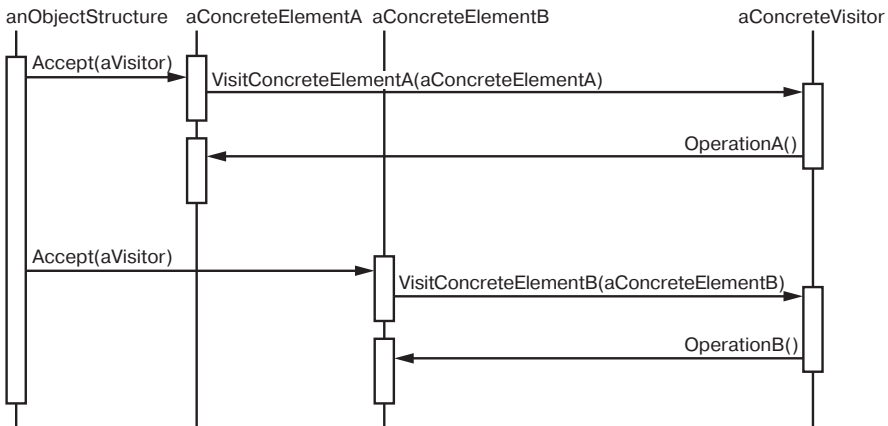 anObjectStructure aConcreteElementA aConcreteElementB aConcreteVisitor
Accept(aVisitor)
VisitConcreteElementA(aConcreteElementA)
OperationA()
Accept(aVisitor)
VisitConcreteElementB(aConcreteElementB)
OperationB()